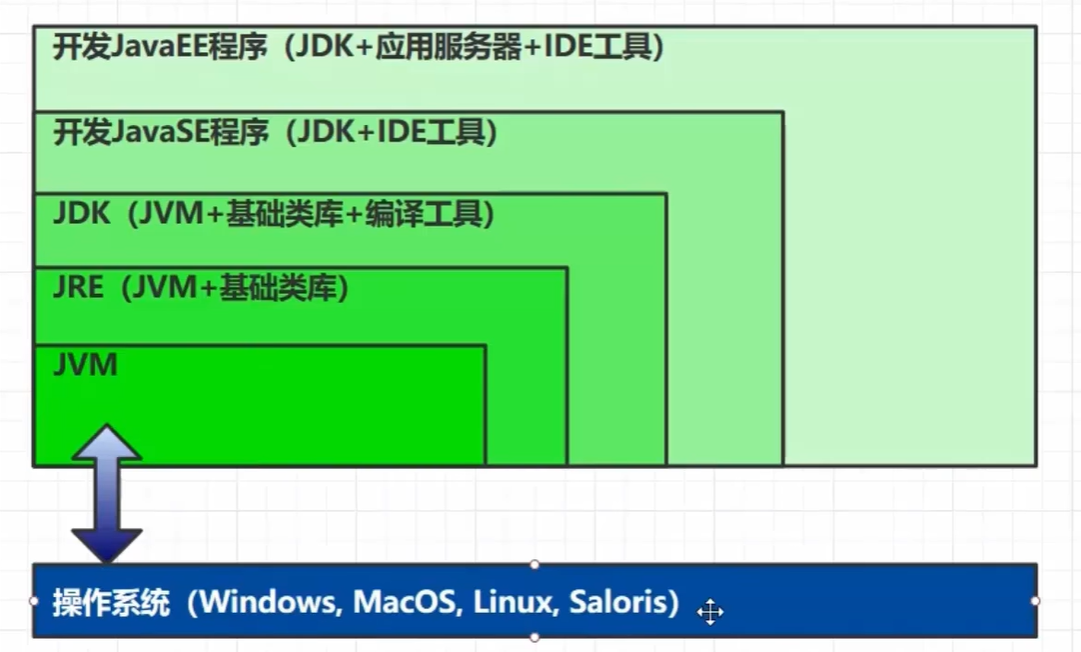 开发JavaEE程序（JDK+应用服务器+IDE工具）
开发JavaSE程序（JDK+IDE工具）
JDK（JVM+基础类库+编译工具）
JRE（JVM+基础类库）
JVM
操作系统（Windows, MacOS, Linux, Saloris）